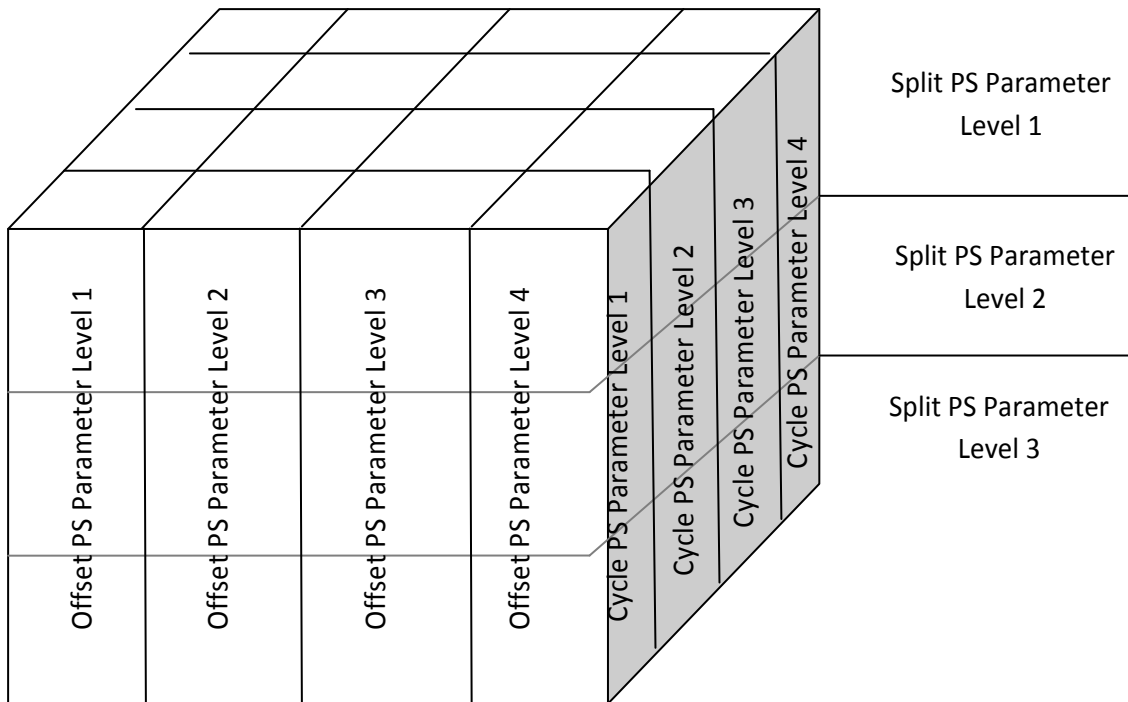 Split PS Parameter
Level 1
Split PS Parameter
Level 2
Split PS Parameter
Level 3
Offset PS Parameter Level 1
Offset PS Parameter Level 2
Offset PS Parameter Level 3
Offset PS Parameter Level 4
Cycle PS Parameter Level 1
Cycle PS Parameter Level 2
Cycle PS Parameter Level 3
Cycle PS Parameter Level 4